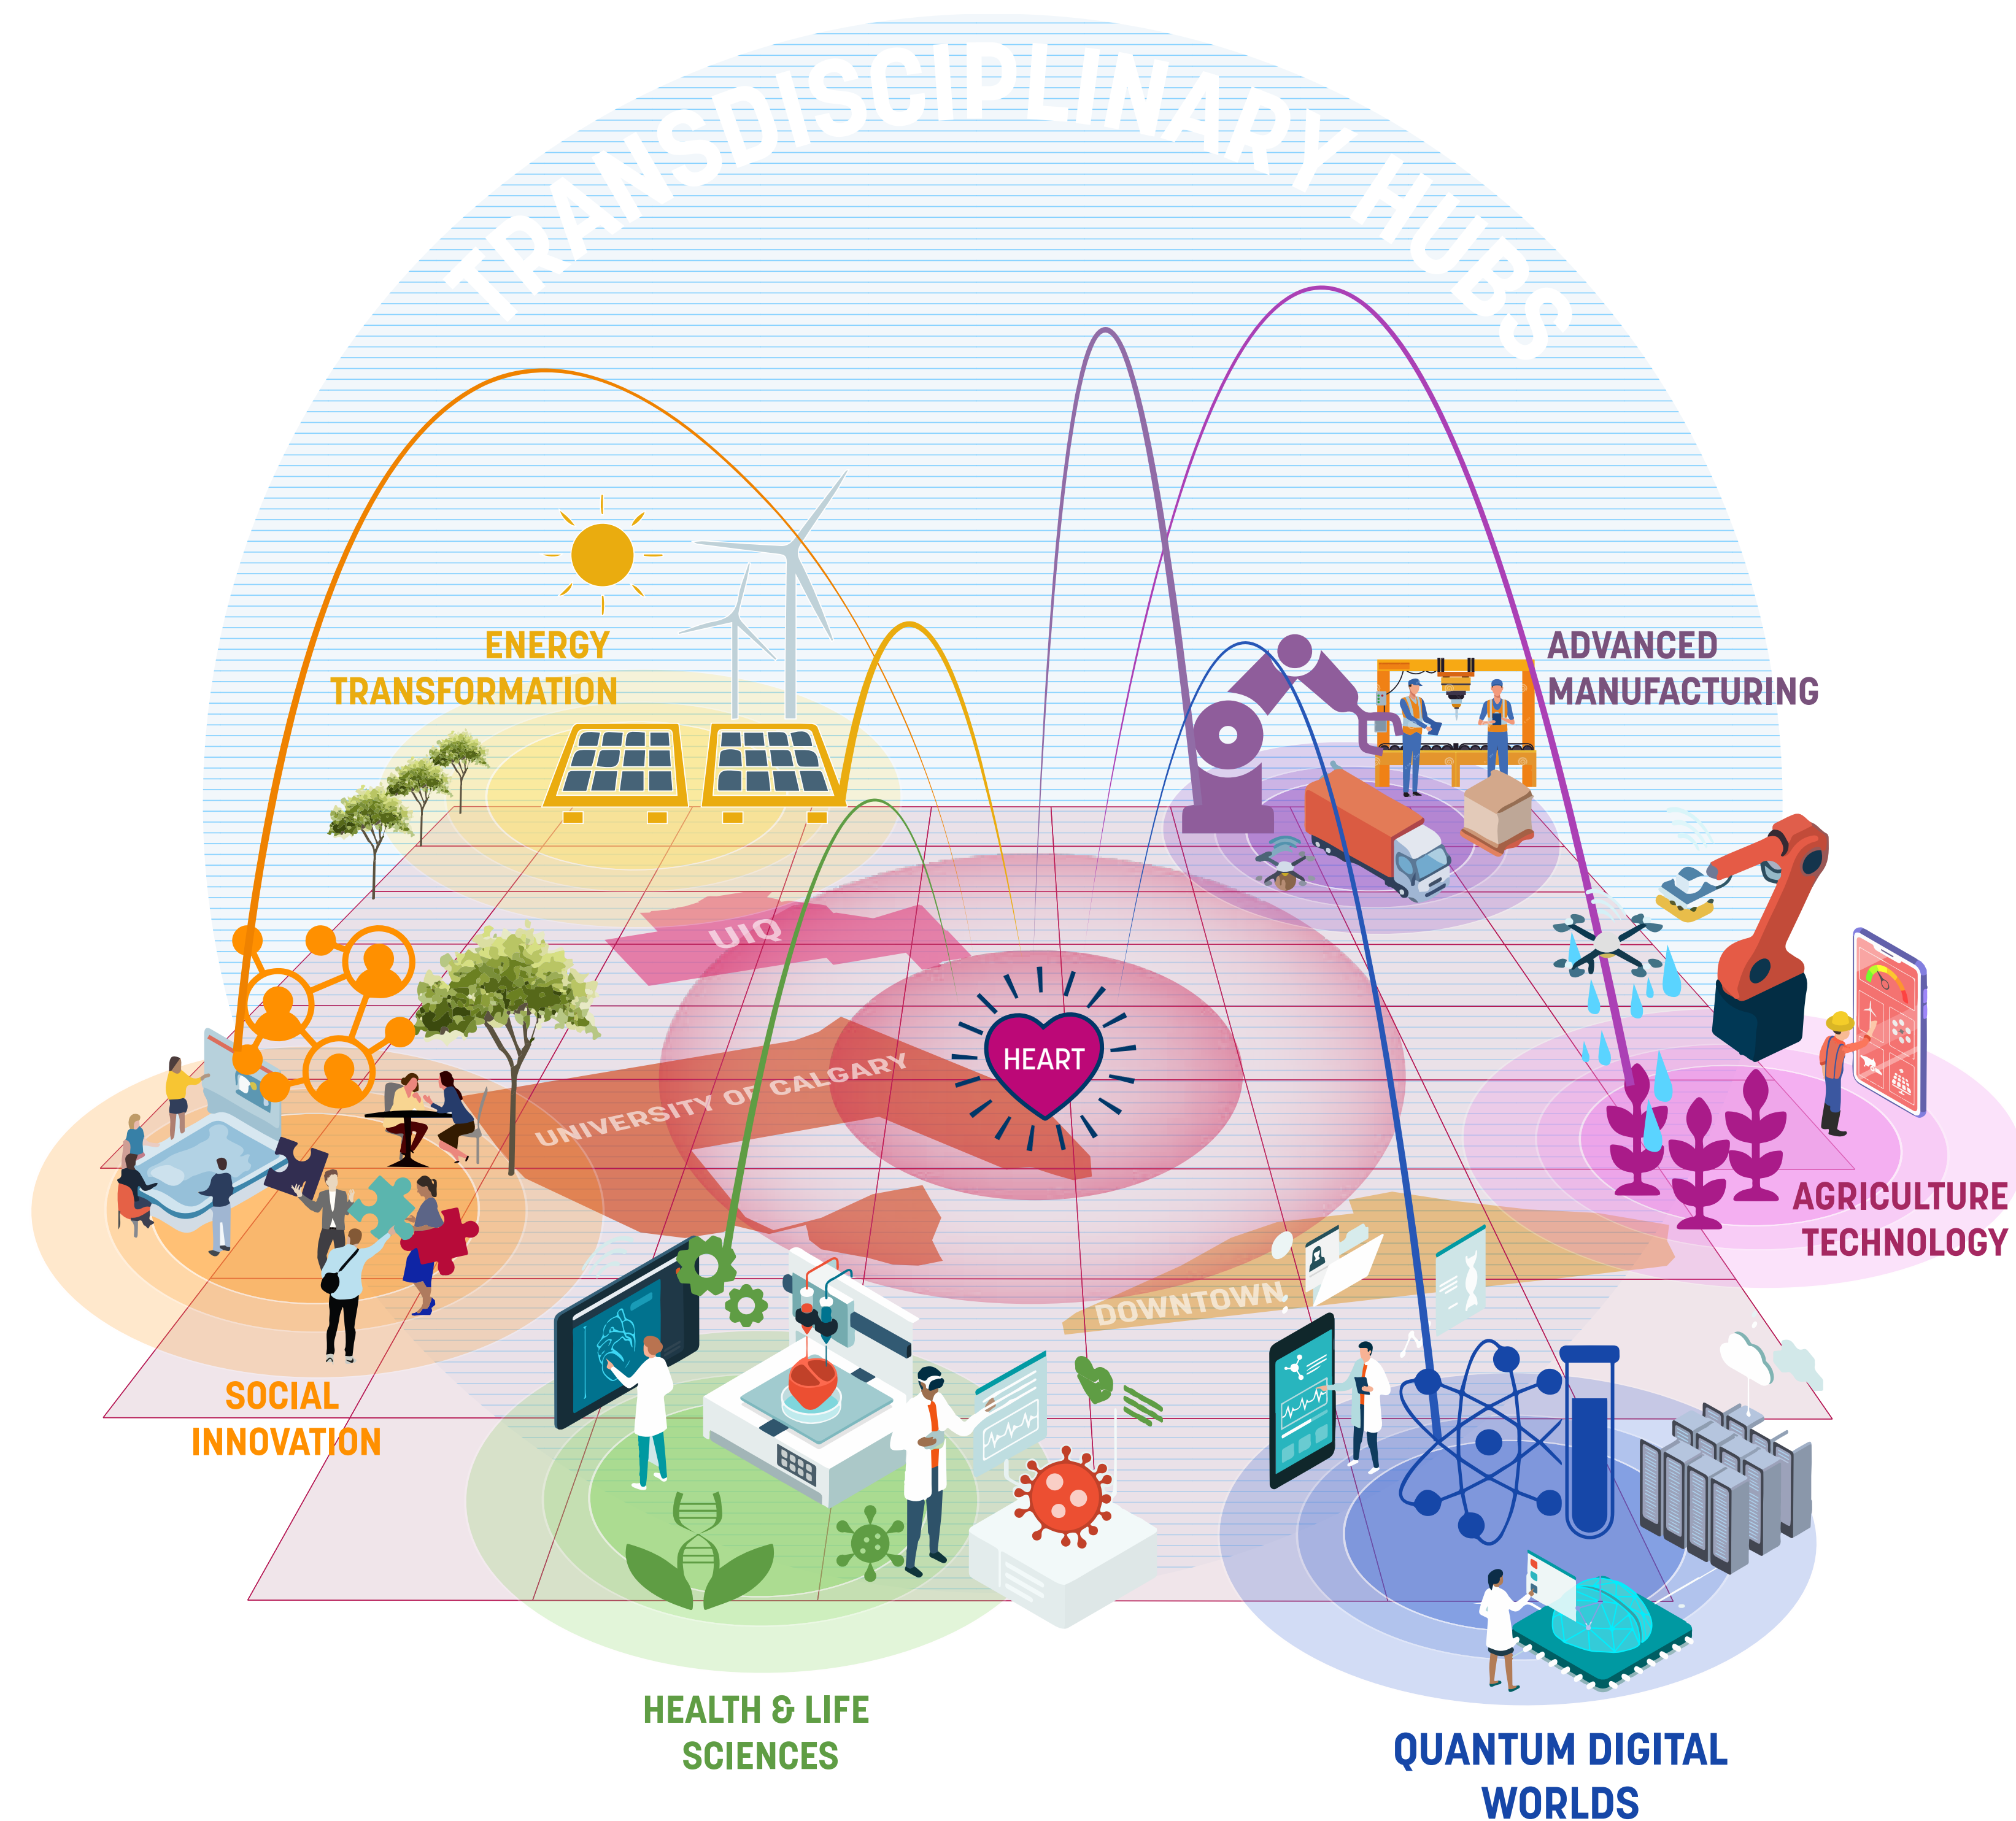 TRANSDISCIPLINARY HUBS
ENERGY
TRANSFORMATION
ADVANCED
MANUFACTURING
UIQ
UNIVERSITY OF CALGARY
HEART
AGRICULTURE
TECHNOLOGY
DOWNTOWN
SOCIAL
INNOVATION
HEALTH & LIFE
SCIENCES
QUANTUM DIGITAL
WORLDS